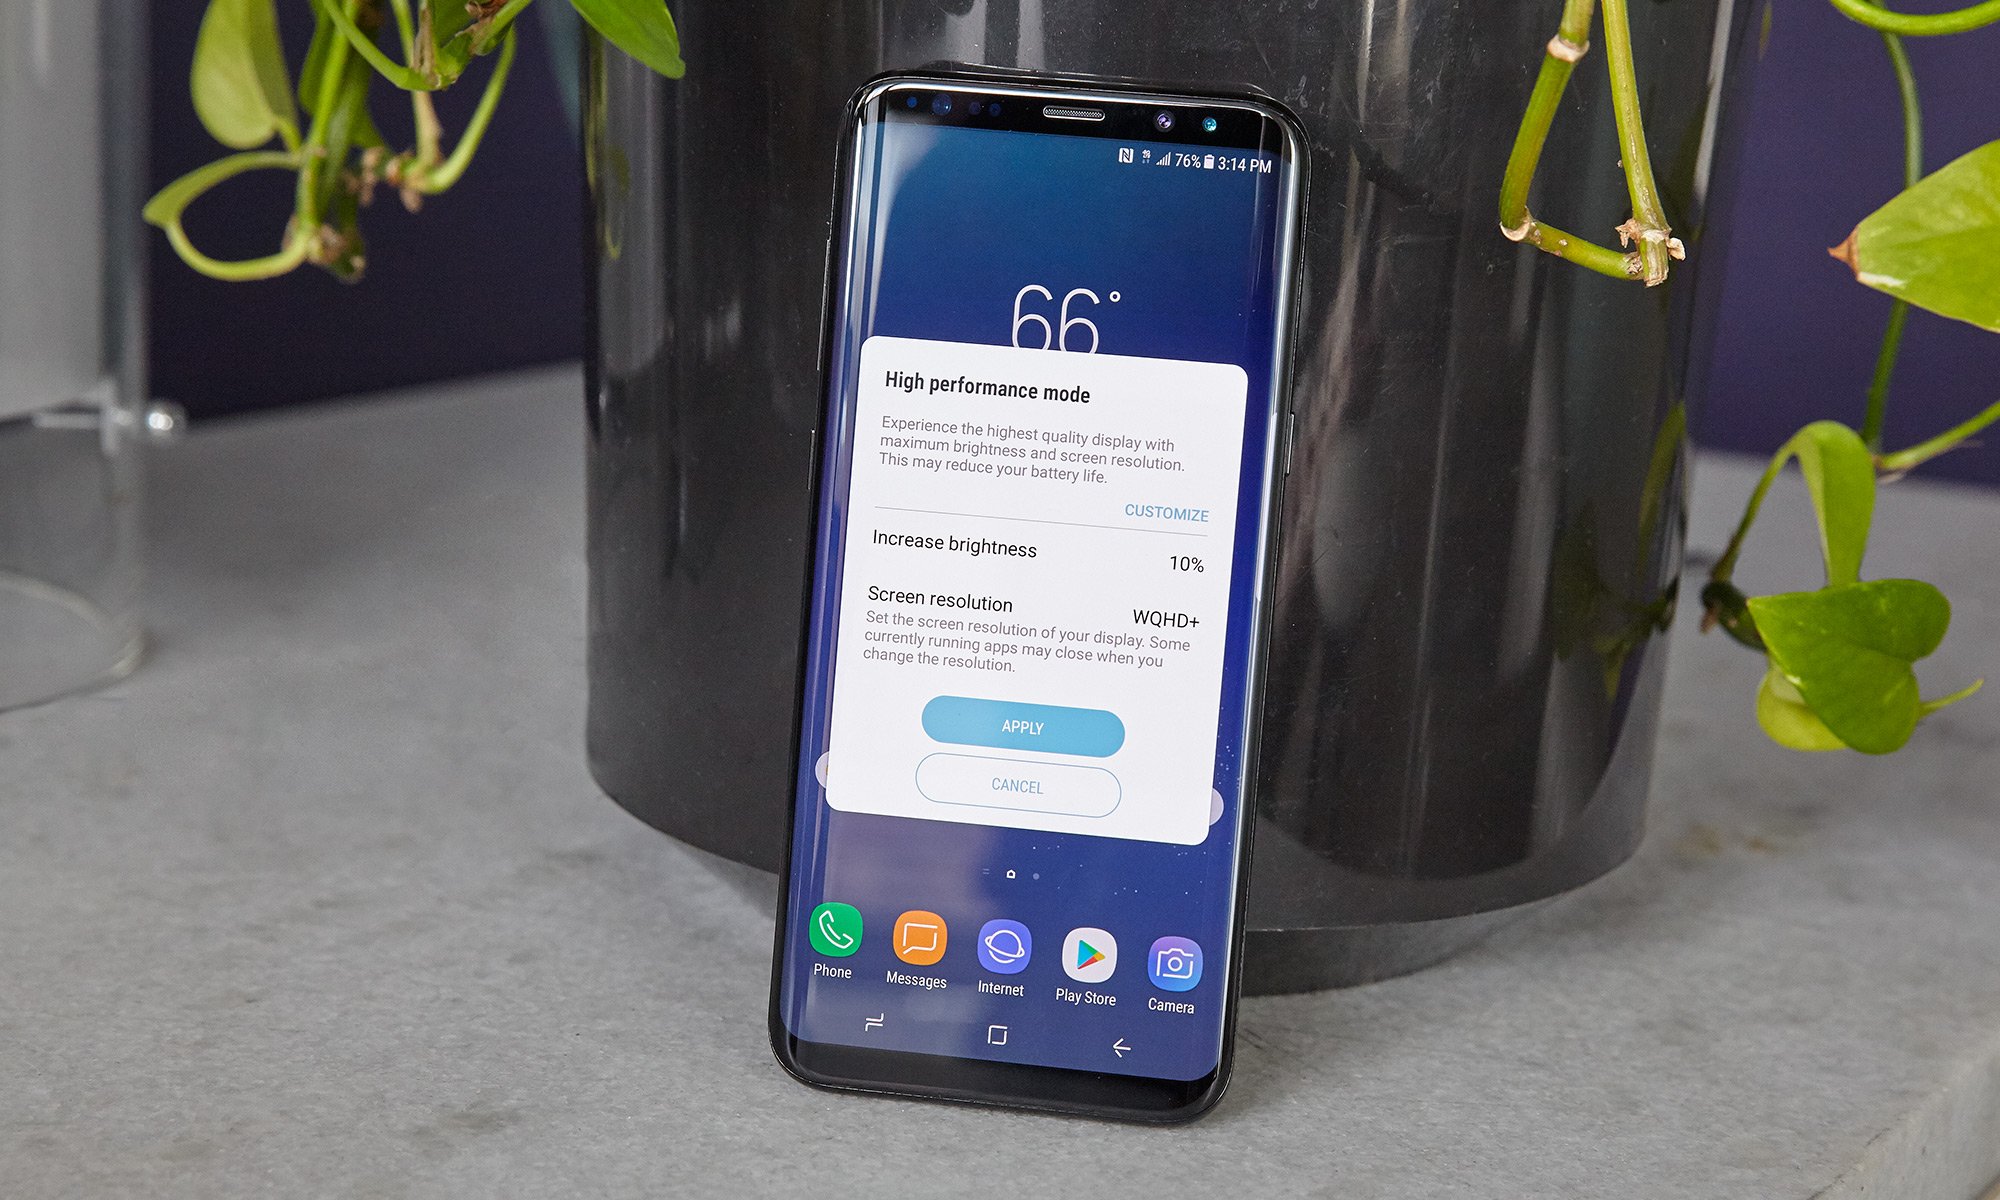 76% 3:14 PM
66°
High performance mode
Experience the highest quality display with
maximum brightness and screen resolution.
This may reduce your battery life.
CUSTOMIZE
Increase brightness 10%
Screen resolution WQHD+
Set the screen resolution of your display. Some
currently running apps may close when you
change the resolution.
APPLY
CANCEL
Phone Messages Internet Play Store Camera